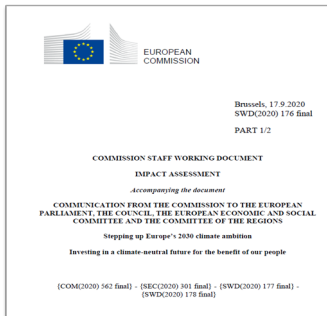 EUROPEAN
COMMISSION
Brussels, 17.9.2020
SWD(2020) 176 final
PART 1/2
COMMISSION STAFF WORKING DOCUMENT
IMPACT ASSESSMENT
Accompanying the document
COMMUNICATION FROM THE COMMISSION TO THE EUROPEAN
PARLIAMENT, THE COUNCIL, THE EUROPEAN ECONOMIC AND SOCIAL
COMMITTEE AND THE COMMITTEE OF THE REGIONS
Stepping up Europe's 2030 climate ambition
Investing in a climate-neutral future for the benefit of our people
{COM(2020) 562 final} - {SEC(2020) 301 final} - {SWD(2020) 177 final} -
{SWD(2020) 178 final}